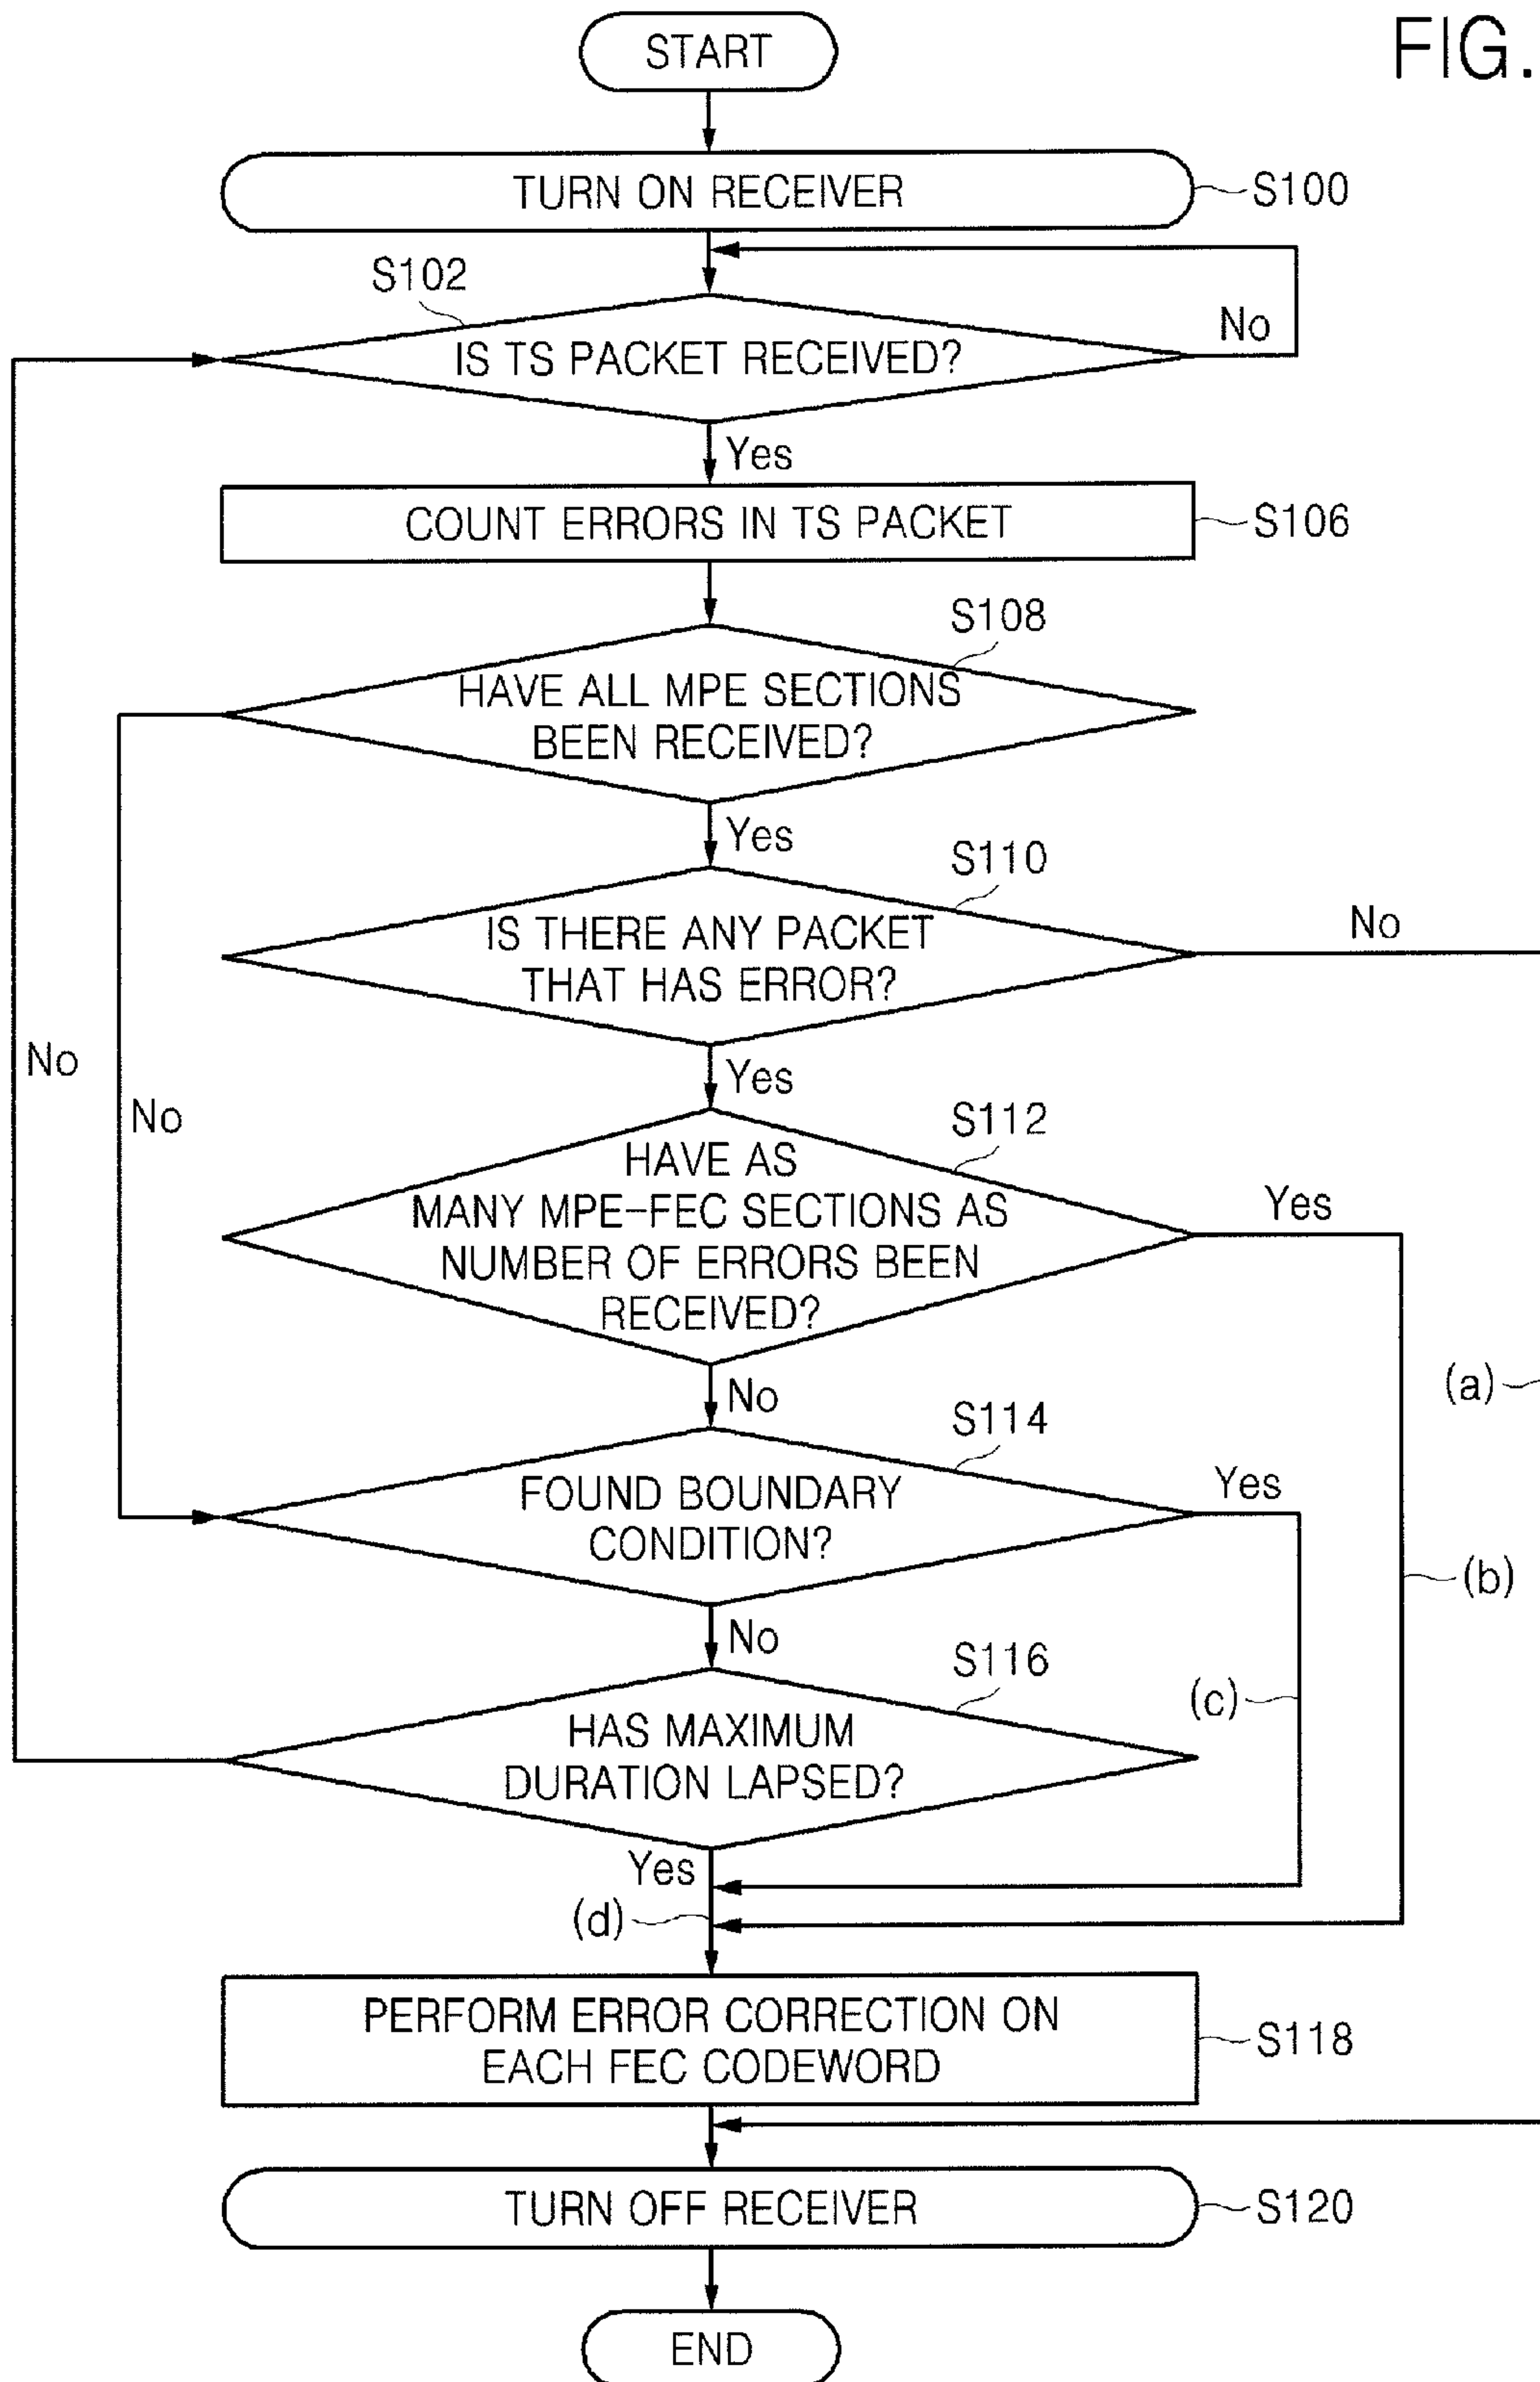 FIG.
START
TURN ON RECEIVER
S100
S102
IS TS PACKET RECEIVED?
No
Yes
COUNT ERRORS IN TS PACKET
S106
S108
HAVE ALL MPE SECTIONS
BEEN RECEIVED?
Yes
S110
IS THERE ANY PACKET
THAT HAS ERROR?
No
No
No
Yes
S112
HAVE AS
MANY MPE-FEC SECTIONS AS
NUMBER OF ERRORS BEEN
RECEIVED?
Yes
(a)
No
S114
FOUND BOUNDARY
CONDITION?
Yes
(b)
No
S116
(c)
HAS MAXIMUM
DURATION LAPSED?
Yes
(d)
PERFORM ERROR CORRECTION ON
EACH FEC CODEWORD
S118
TURN OFF RECEIVER
S120
END